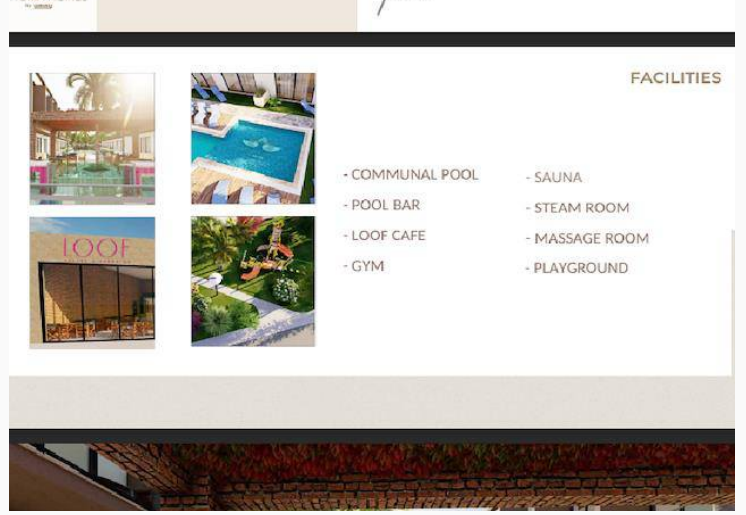 FACILITIES
- COMMUNAL POOL
- POOL BAR
- LOOF CAFE
- GYM
- SAUNA
- STEAM ROOM
- MASSAGE ROOM
- PLAYGROUND
LOOF